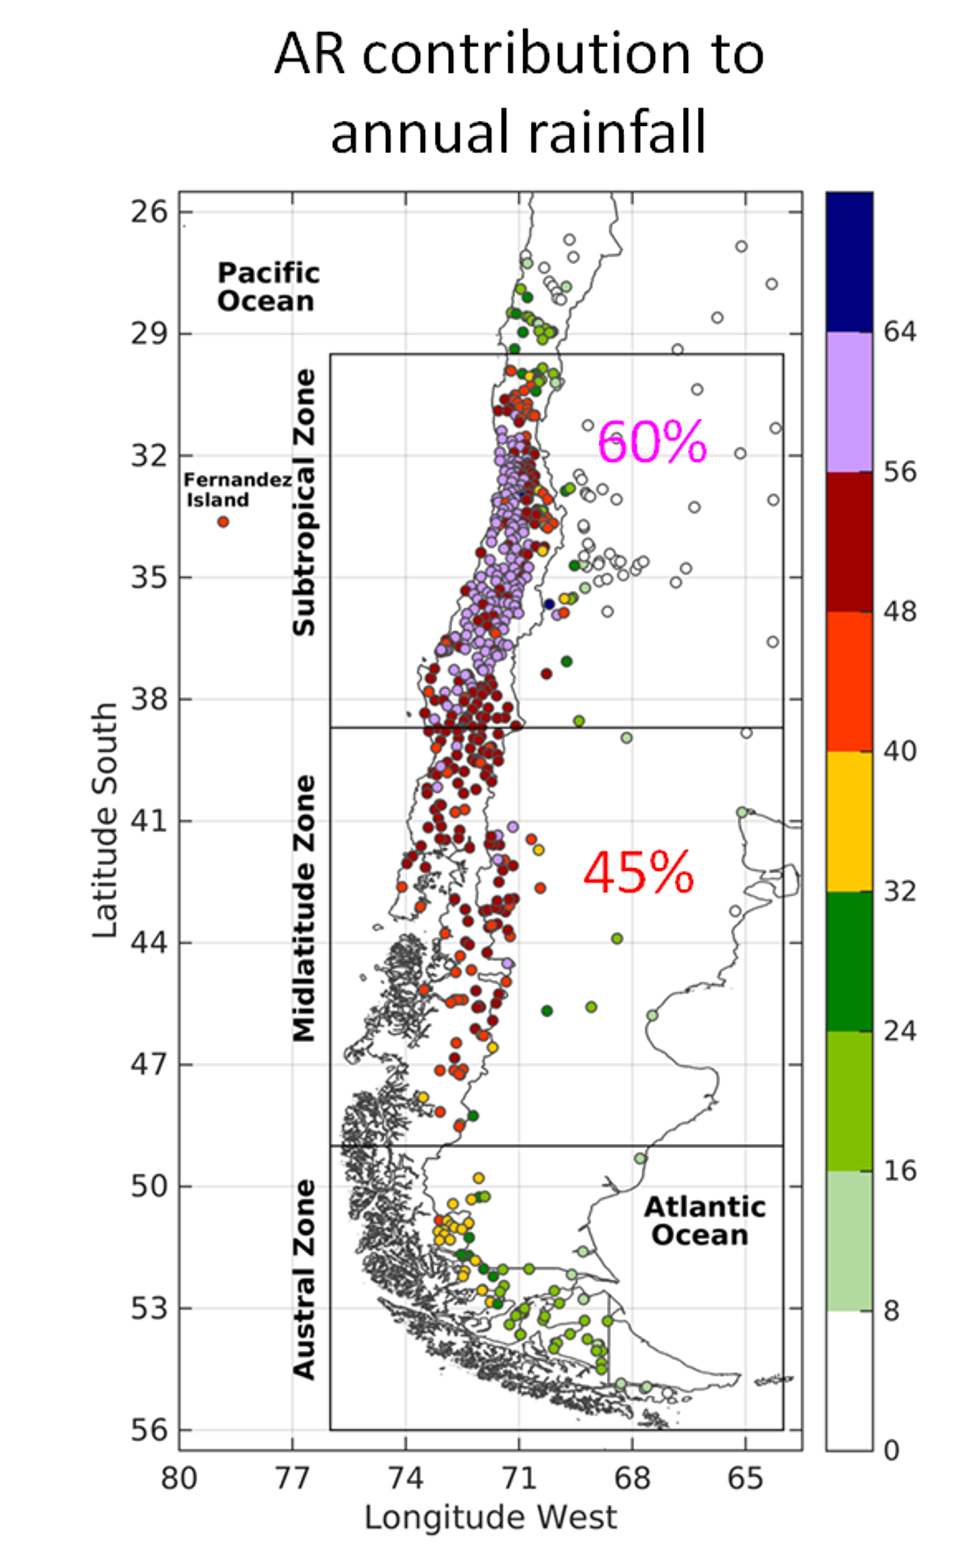 AR contribution to
annual rainfall
26
29
32
35
38
41
44
47
50
53
56
Latitude South
80
77
74
71
68
65
Longitude West
Pacific
Ocean
Fernandez
Island
Subtropical Zone
60%
Midlatitude Zone
45%
Austral Zone
Atlantic
Ocean
64
56
48
40
32
24
16
8
0